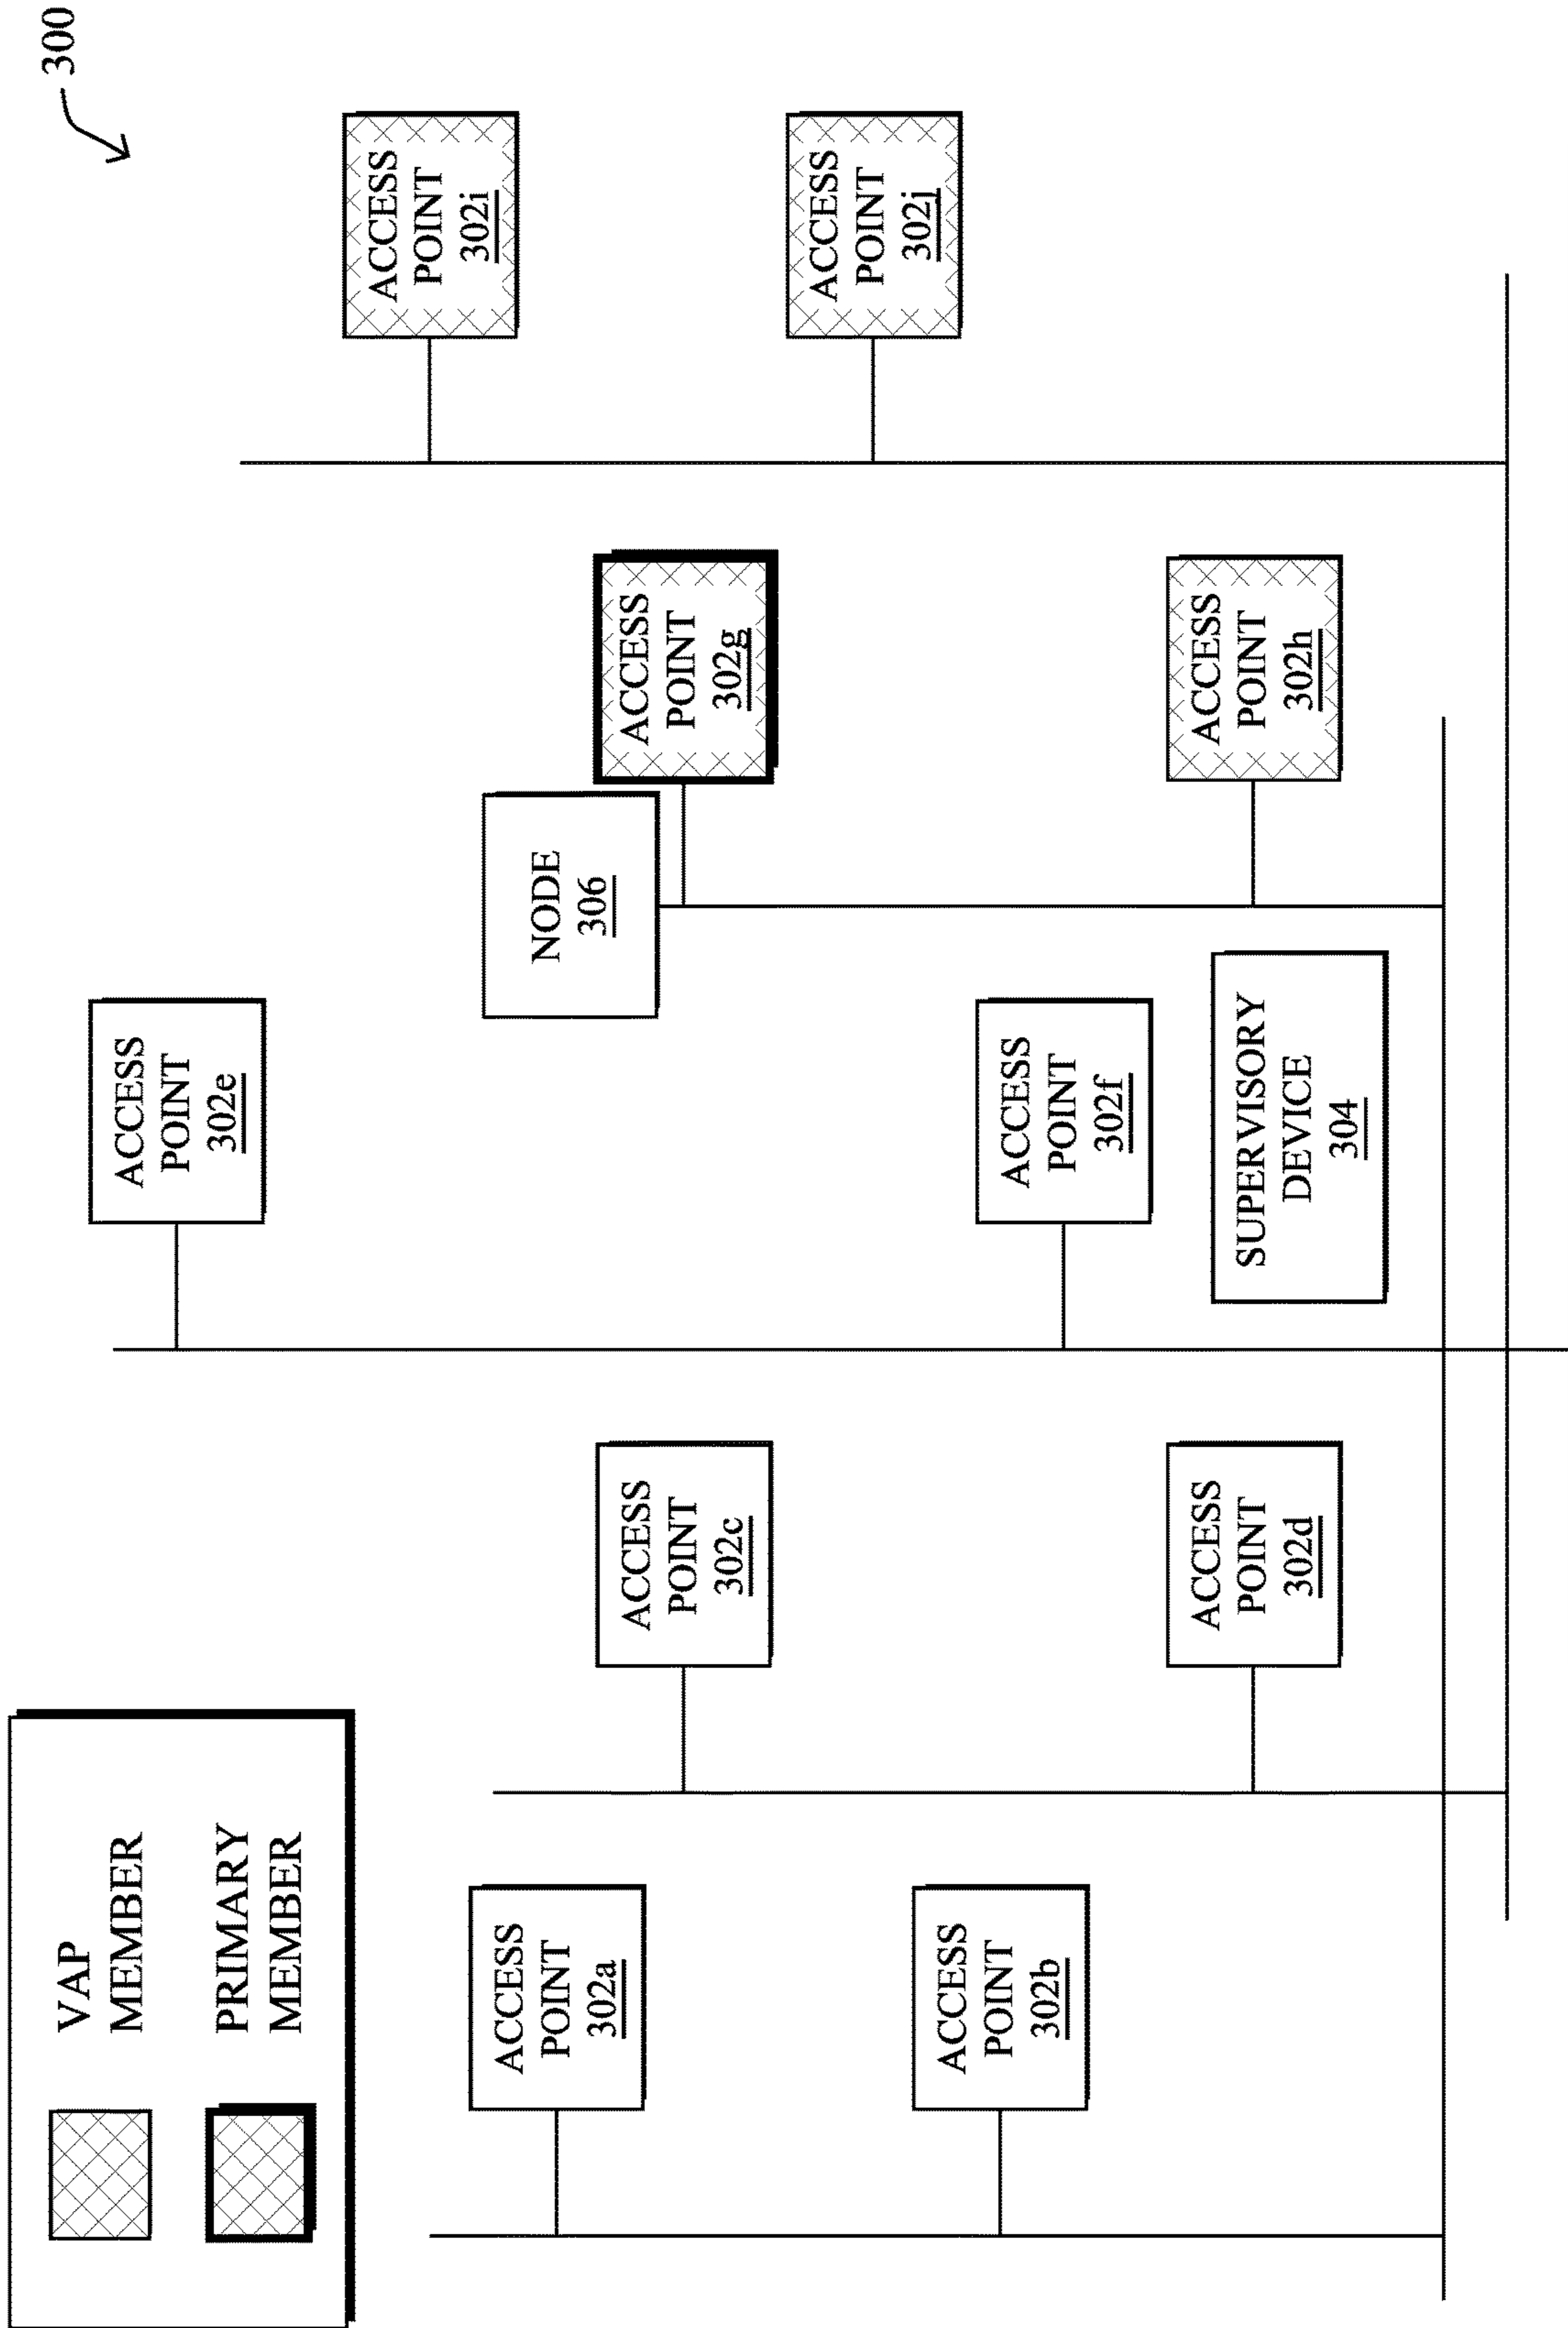 300
VAP
MEMBER
PRIMARY
MEMBER
ACCESS
POINT
302a
ACCESS
POINT
302b
ACCESS
POINT
302c
ACCESS
POINT
302d
ACCESS
POINT
302e
ACCESS
POINT
302f
SUPERVISORY
DEVICE
304
NODE
306
ACCESS
POINT
302g
ACCESS
POINT
302h
ACCESS
POINT
302i
ACCESS
POINT
302j